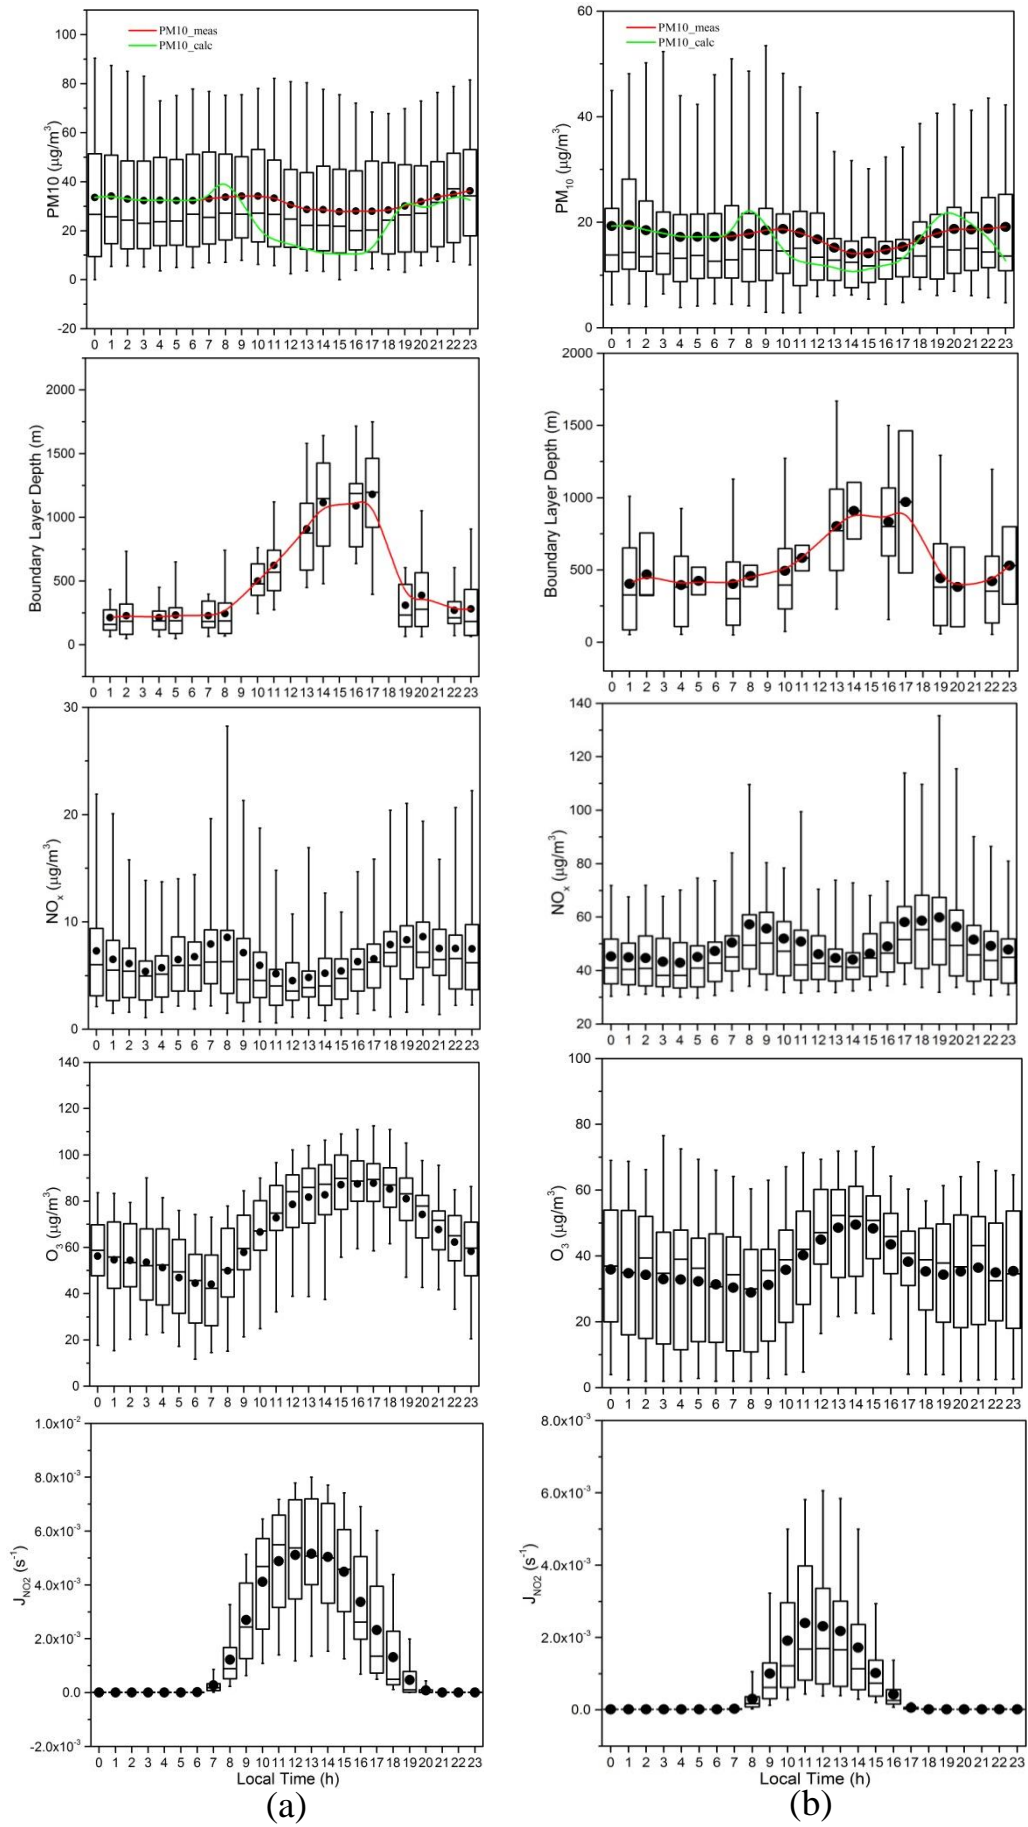 PM10_meas
PM10_calc
PM10 (μg/m³)
100
80
60
40
20
0
-20
0 1 2 3 4 5 6 7 8 9 10 11 12 13 14 15 16 17 18 19 20 21 22 23
PM10_meas
PM10_calc
PM₁₀ (μg/m³)
60
40
20
0
0 1 2 3 4 5 6 7 8 9 10 11 12 13 14 15 16 17 18 19 20 21 22 23
Boundary Layer Depth (m)
2000
1500
1000
500
0
0 1 2 3 4 5 6 7 8 9 10 11 12 13 14 15 16 17 18 19 20 21 22 23
Boundary Layer Depth (m)
2000
1500
1000
500
0
0 1 2 3 4 5 6 7 8 9 10 11 12 13 14 15 16 17 18 19 20 21 22 23
NOₓ (μg/m³)
30
20
10
0
0 1 2 3 4 5 6 7 8 9 10 11 12 13 14 15 16 17 18 19 20 21 22 23
NOₓ (μg/m³)
140
120
100
80
60
40
20
0 1 2 3 4 5 6 7 8 9 10 11 12 13 14 15 16 17 18 19 20 21 22 23
O₃ (μg/m³)
140
120
100
80
60
40
20
0
0 1 2 3 4 5 6 7 8 9 10 11 12 13 14 15 16 17 18 19 20 21 22 23
O₃ (μg/m³)
100
80
60
40
20
0
0 1 2 3 4 5 6 7 8 9 10 11 12 13 14 15 16 17 18 19 20 21 22 23
J_NO2 (s⁻¹)
1.0x10⁻²
8.0x10⁻³
6.0x10⁻³
4.0x10⁻³
2.0x10⁻³
0.0
-2.0x10⁻³
0 1 2 3 4 5 6 7 8 9 10 11 12 13 14 15 16 17 18 19 20 21 22 23
Local Time (h)
(a)
J_NO2 (s⁻¹)
8.0x10⁻³
6.0x10⁻³
4.0x10⁻³
2.0x10⁻³
0.0
0 1 2 3 4 5 6 7 8 9 10 11 12 13 14 15 16 17 18 19 20 21 22 23
Local Time (h)
(b)